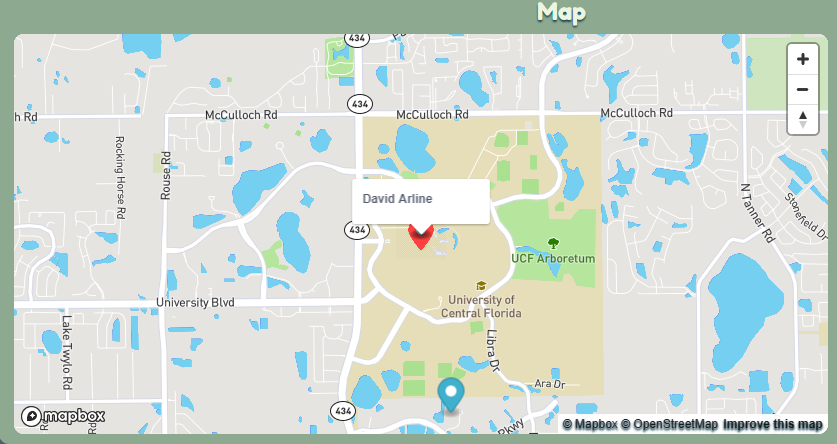 Map
434
Po
434
h Rd
McCulloch Rd
McCulloch Rd
McCulloch Rd
Rocking Horse Rd
Rouse Rd
N Tanner Rd
Stonefield Dr
David Arline
434
UCF Arboretum
University Blvd
University of
Central Florida
Lake Twylo Rd
Rd
Libra Dr
Ara Dr
434
Pkwy
mapbox
© Mapbox © OpenStreetMap Improve this map